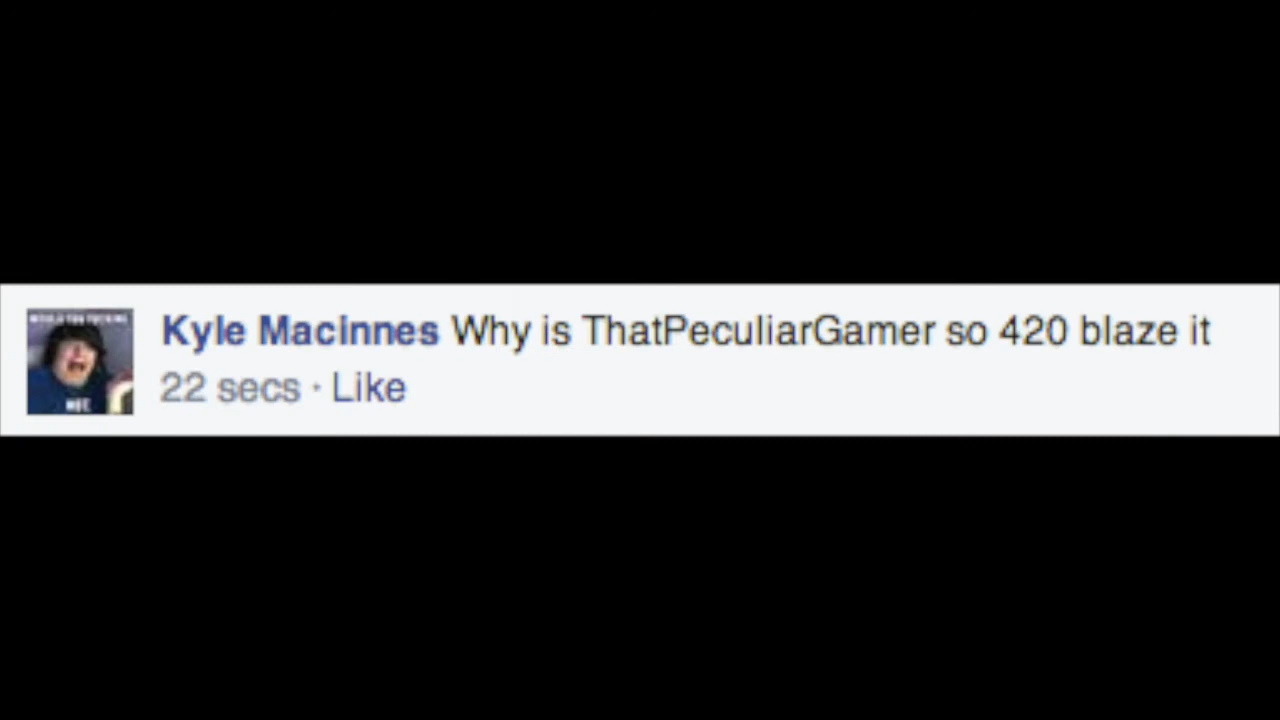 Kyle Macinnes Why is ThatPeculiarGamer so 420 blaze it
22 secs · Like